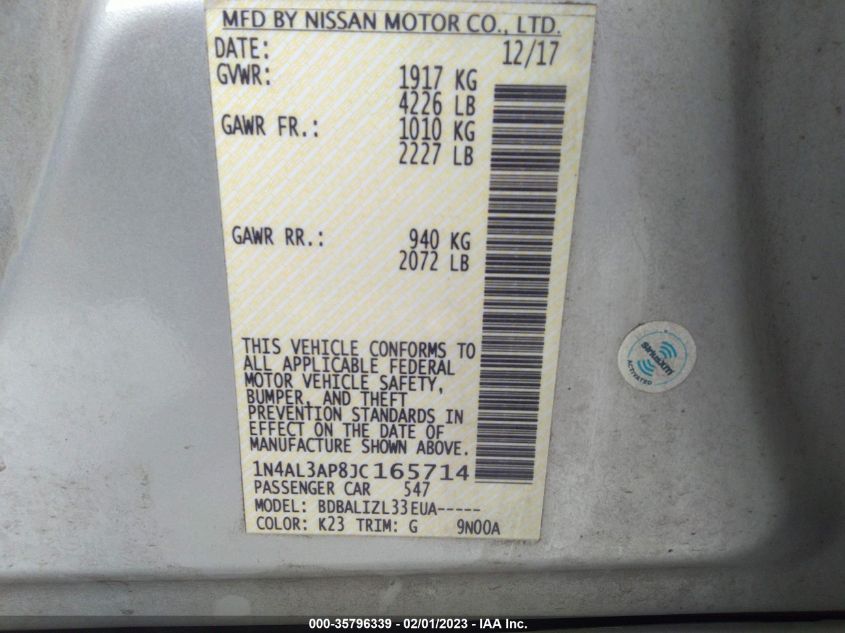 MFD BY NISSAN MOTOR CO., LTD.
DATE: 12/17
GVWR: 1917 KG
4226 LB
GAWR FR.: 1010 KG
2227 LB
GAWR RR.: 940 KG
2072 LB
THIS VEHICLE CONFORMS TO
ALL APPLICABLE FEDERAL
MOTOR VEHICLE SAFETY,
BUMPER, AND THEFT
PREVENTION STANDARDS IN
EFFECT ON THE DATE OF
MANUFACTURE SHOWN ABOVE.
1N4AL3AP8JC165714
PASSENGER CAR 547
MODEL: BDBALIZL33EUA-----
COLOR: K23 TRIM: G 9N00A
SiriusXM
ACTIVATED
000-35796339 - 02/01/2023 - IAA Inc.